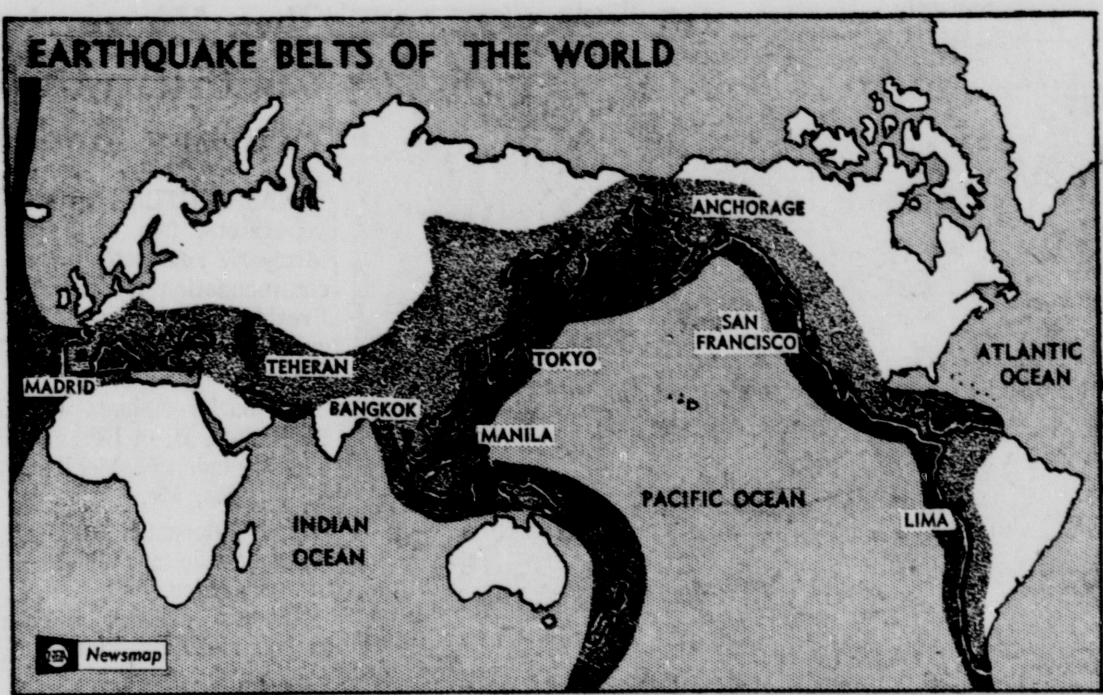 EARTHQUAKE BELTS OF THE WORLD
ANCHORAGE
SAN
FRANCISCO
ATLANTIC
OCEAN
TEHERAN
TOKYO
MADRID
BANGKOK
MANILA
PACIFIC OCEAN
LIMA
INDIAN
OCEAN
NEA
Newsmap